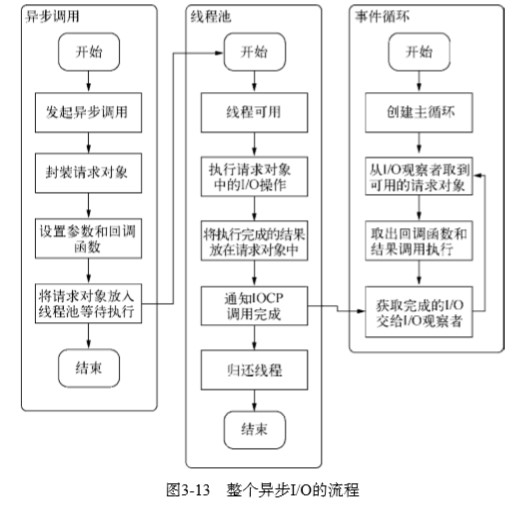 异步调用
开始
发起异步调用
封装请求对象
设置参数和回调
函数
将请求对象放入
线程池等待执行
结束
线程池
开始
线程可用
执行请求对象
中的I/O操作
将执行完成的结果
放在请求对象中
通知IOCP
调用完成
归还线程
结束
事件循环
开始
创建主循环
从I/O观察者取到
可用的请求对象
取出回调函数和
结果调用执行
获取完成的I/O
交给I/O观察者
图3-13 整个异步I/O的流程